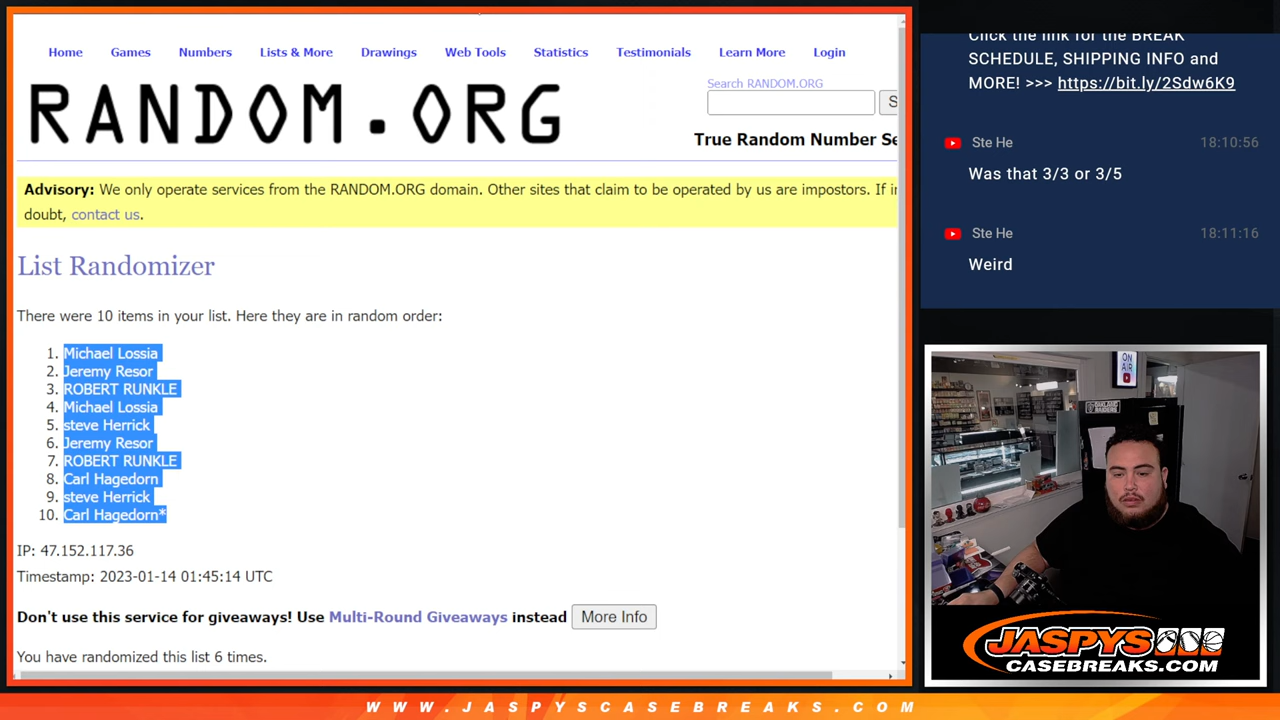 Home Games Numbers Lists & More Drawings Web Tools Statistics Testimonials Learn More Login
RANDOM.ORG
Search RANDOM.ORG
S
True Random Number Se
Advisory: We only operate services from the RANDOM.ORG domain. Other sites that claim to be operated by us are impostors. If in
doubt, contact us.
List Randomizer
There were 10 items in your list. Here they are in random order:
1. Michael Lossia
2. Jeremy Resor
3. ROBERT RUNKLE
4. Michael Lossia
5. steve Herrick
6. Jeremy Resor
7. ROBERT RUNKLE
8. Carl Hagedorn
9. steve Herrick
10. Carl Hagedorn*
IP: 47.152.117.36
Timestamp: 2023-01-14 01:45:14 UTC
Don't use this service for giveaways! Use Multi-Round Giveaways instead More Info
You have randomized this list 6 times.
Click the link for the BREAK
SCHEDULE, SHIPPING INFO and
MORE! >>> https://bit.ly/2Sdw6K9
Ste He 18:10:56
Was that 3/3 or 3/5
Ste He 18:11:16
Weird
ON
AIR
JASPYS
CASEBREAKS.COM
WWW.JASPYSCASEBREAKS.COM